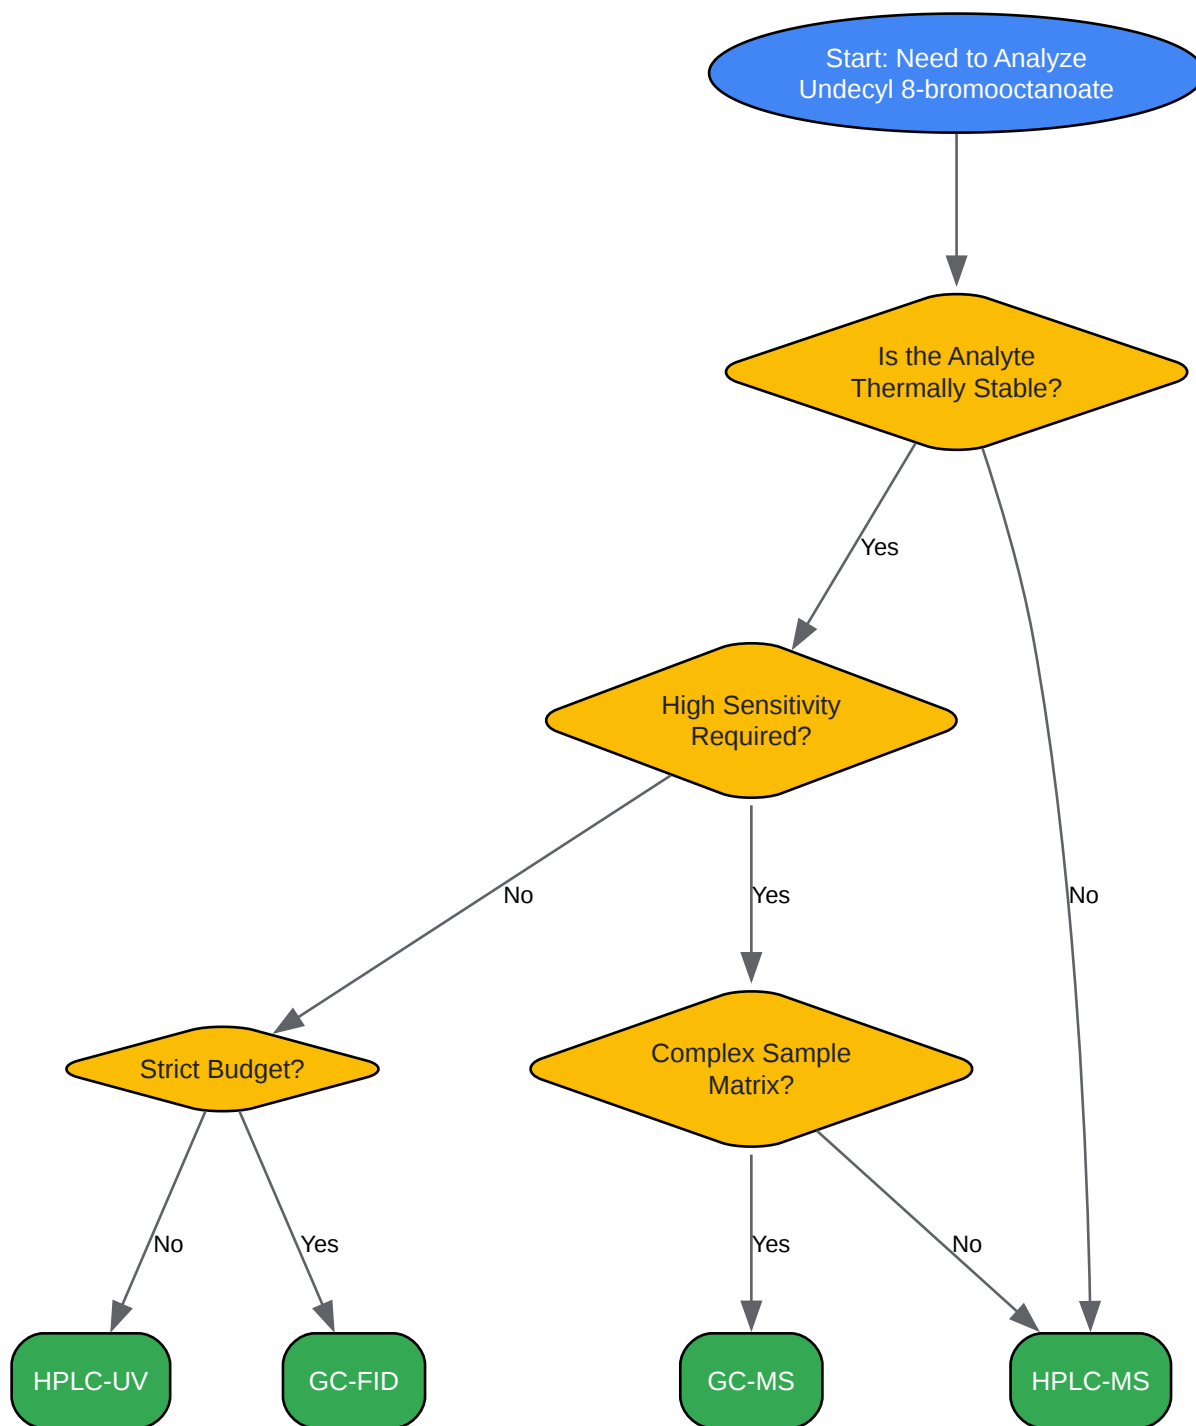 Start: Need to Analyze
Undecyl 8-bromooctanoate
Is the Analyte
Thermally Stable?
Yes
High Sensitivity
Required?
No
Yes
No
Strict Budget?
Complex Sample
Matrix?
No
Yes
Yes
No
HPLC-UV
GC-FID
GC-MS
HPLC-MS